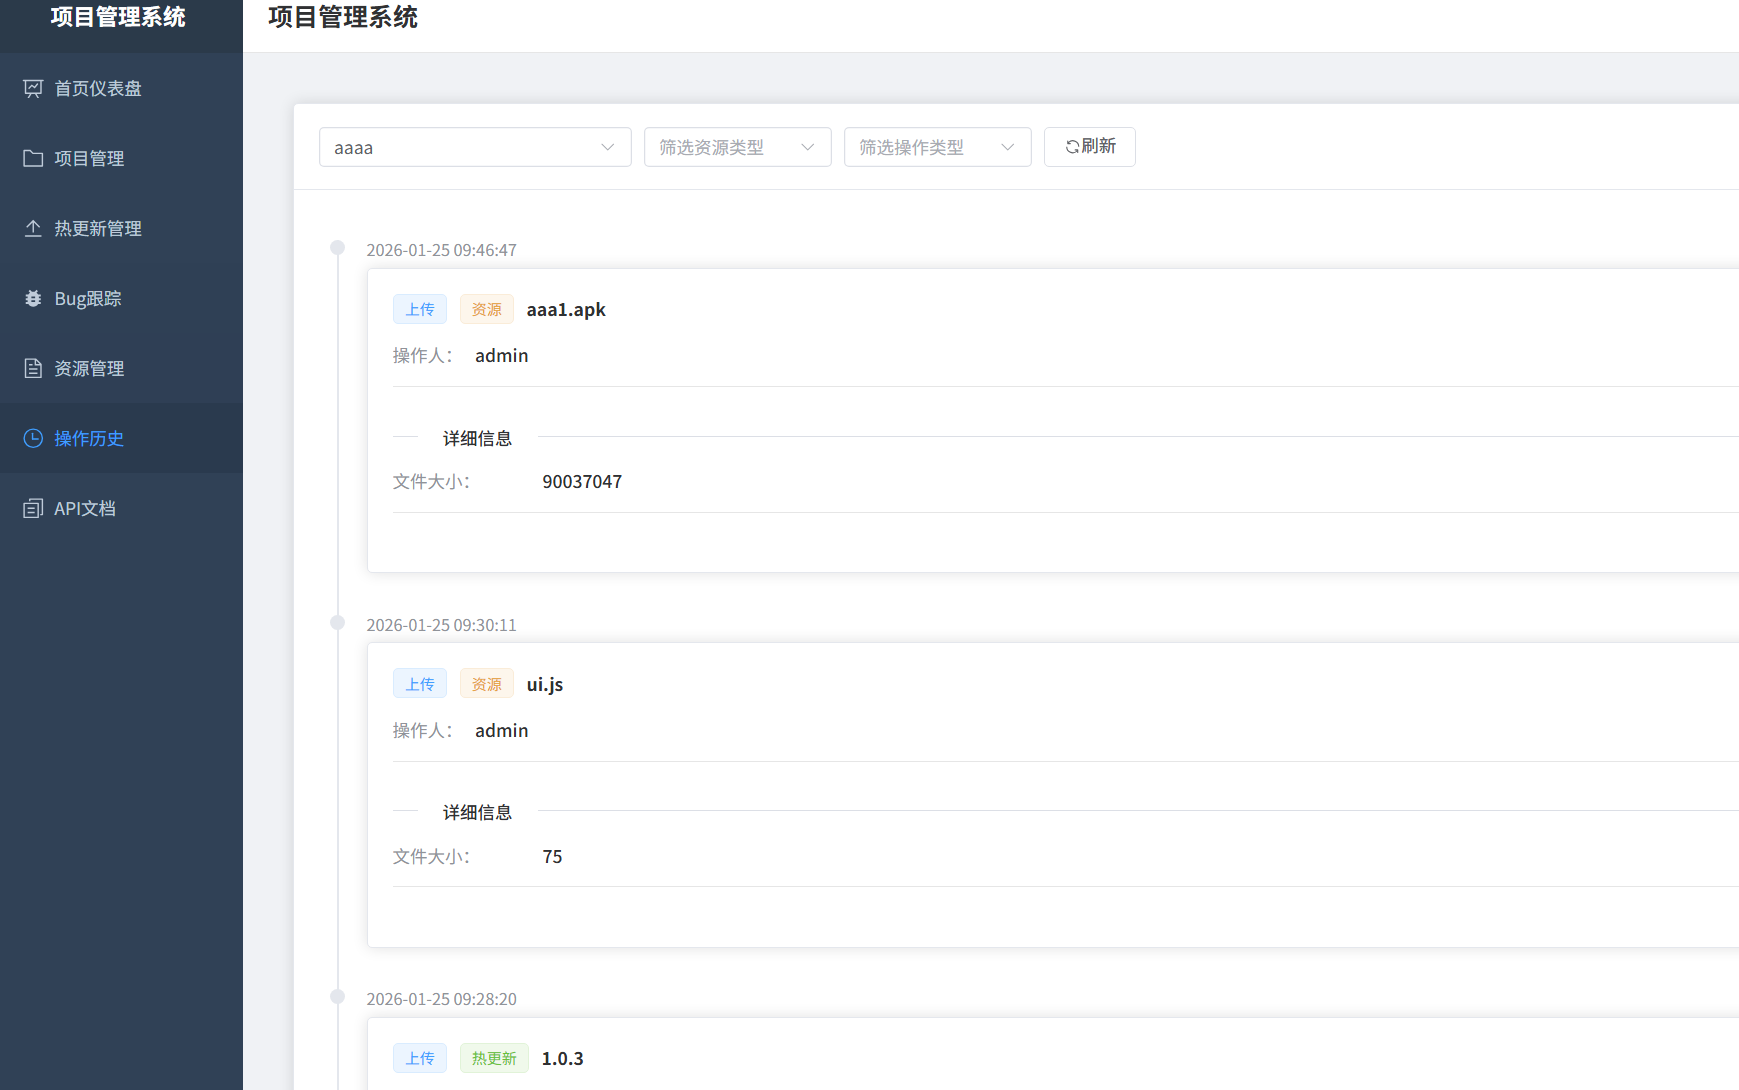 项目管理系统
项目管理系统
首页仪表盘
项目管理
热更新管理
Bug跟踪
资源管理
操作历史
API文档
aaaa
筛选资源类型
筛选操作类型
刷新
2026-01-25 09:46:47
上传 资源 aaa1.apk
操作人： admin
详细信息
文件大小： 90037047
2026-01-25 09:30:11
上传 资源 ui.js
操作人： admin
详细信息
文件大小： 75
2026-01-25 09:28:20
上传 热更新 1.0.3